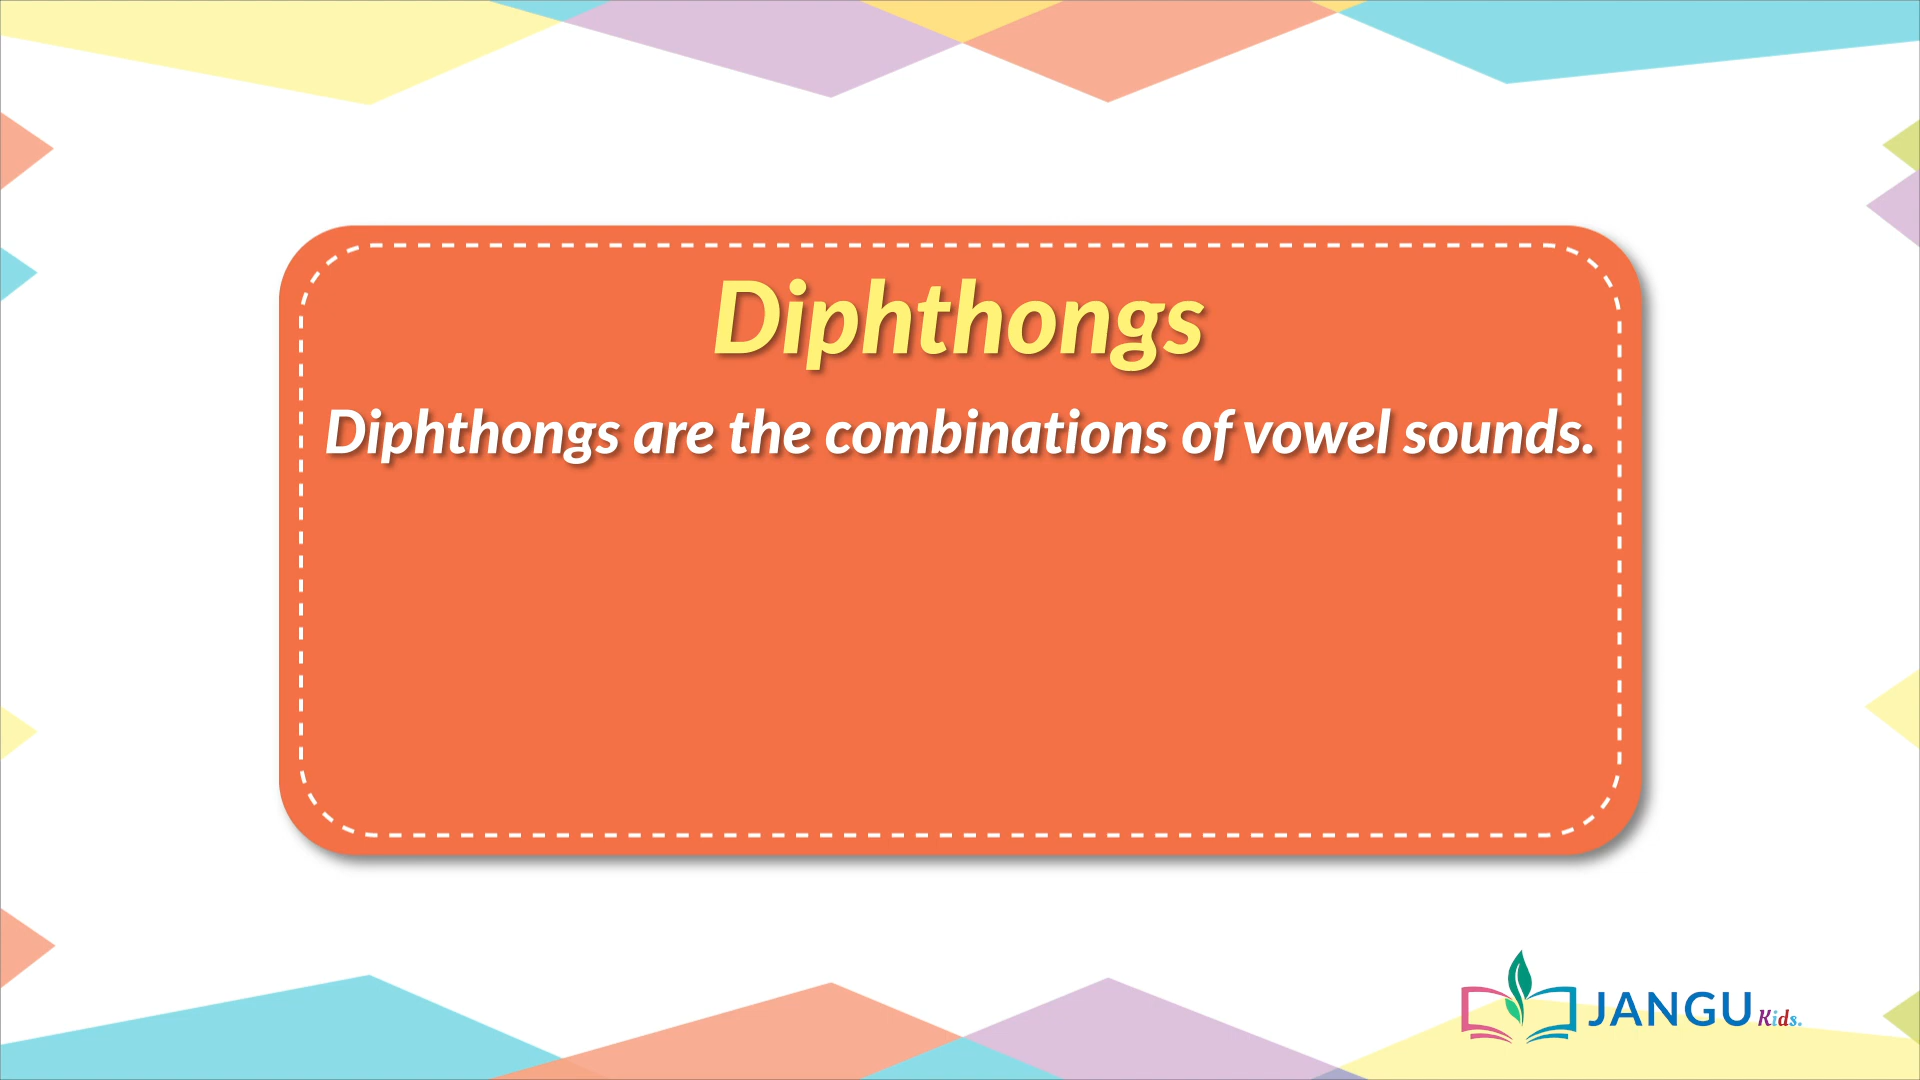 Diphthongs
Diphthongs are the combinations of vowel sounds.
JANGU Kids.